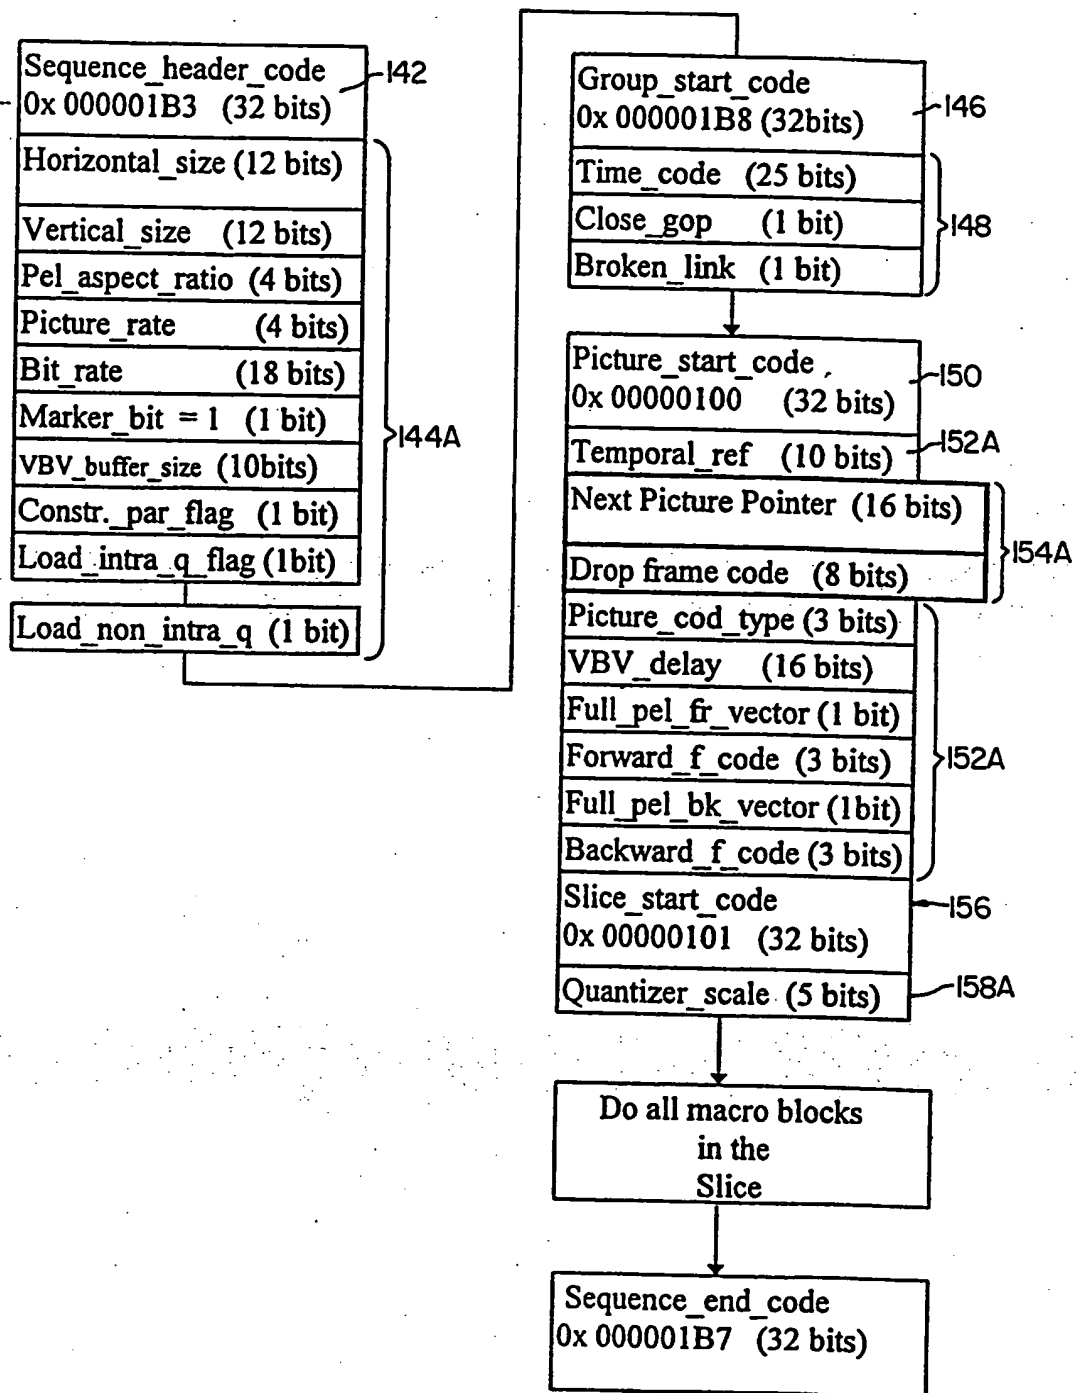 Sequence_header_code
0x 000001B3 (32 bits)
142
Horizontal_size (12 bits)
Vertical_size (12 bits)
Pel_aspect_ratio (4 bits)
Picture_rate (4 bits)
Bit_rate (18 bits)
Marker_bit = 1 (1 bit)
VBV_buffer_size (10bits)
Constr._par_flag (1 bit)
Load_intra_q_flag (1bit)
Load_non_intra_q (1 bit)
144A
Group_start_code
0x 000001B8 (32bits)
146
Time_code (25 bits)
Close_gop (1 bit)
Broken_link (1 bit)
148
Picture_start_code
0x 00000100 (32 bits)
150
Temporal_ref (10 bits)
152A
Next Picture Pointer (16 bits)
Drop frame code (8 bits)
154A
Picture_cod_type (3 bits)
VBV_delay (16 bits)
Full_pel_fr_vector (1 bit)
Forward_f_code (3 bits)
Full_pel_bk_vector (1bit)
Backward_f_code (3 bits)
152A
Slice_start_code
0x 00000101 (32 bits)
156
Quantizer_scale (5 bits)
158A
Do all macro blocks
in the
Slice
Sequence_end_code
0x 000001B7 (32 bits)